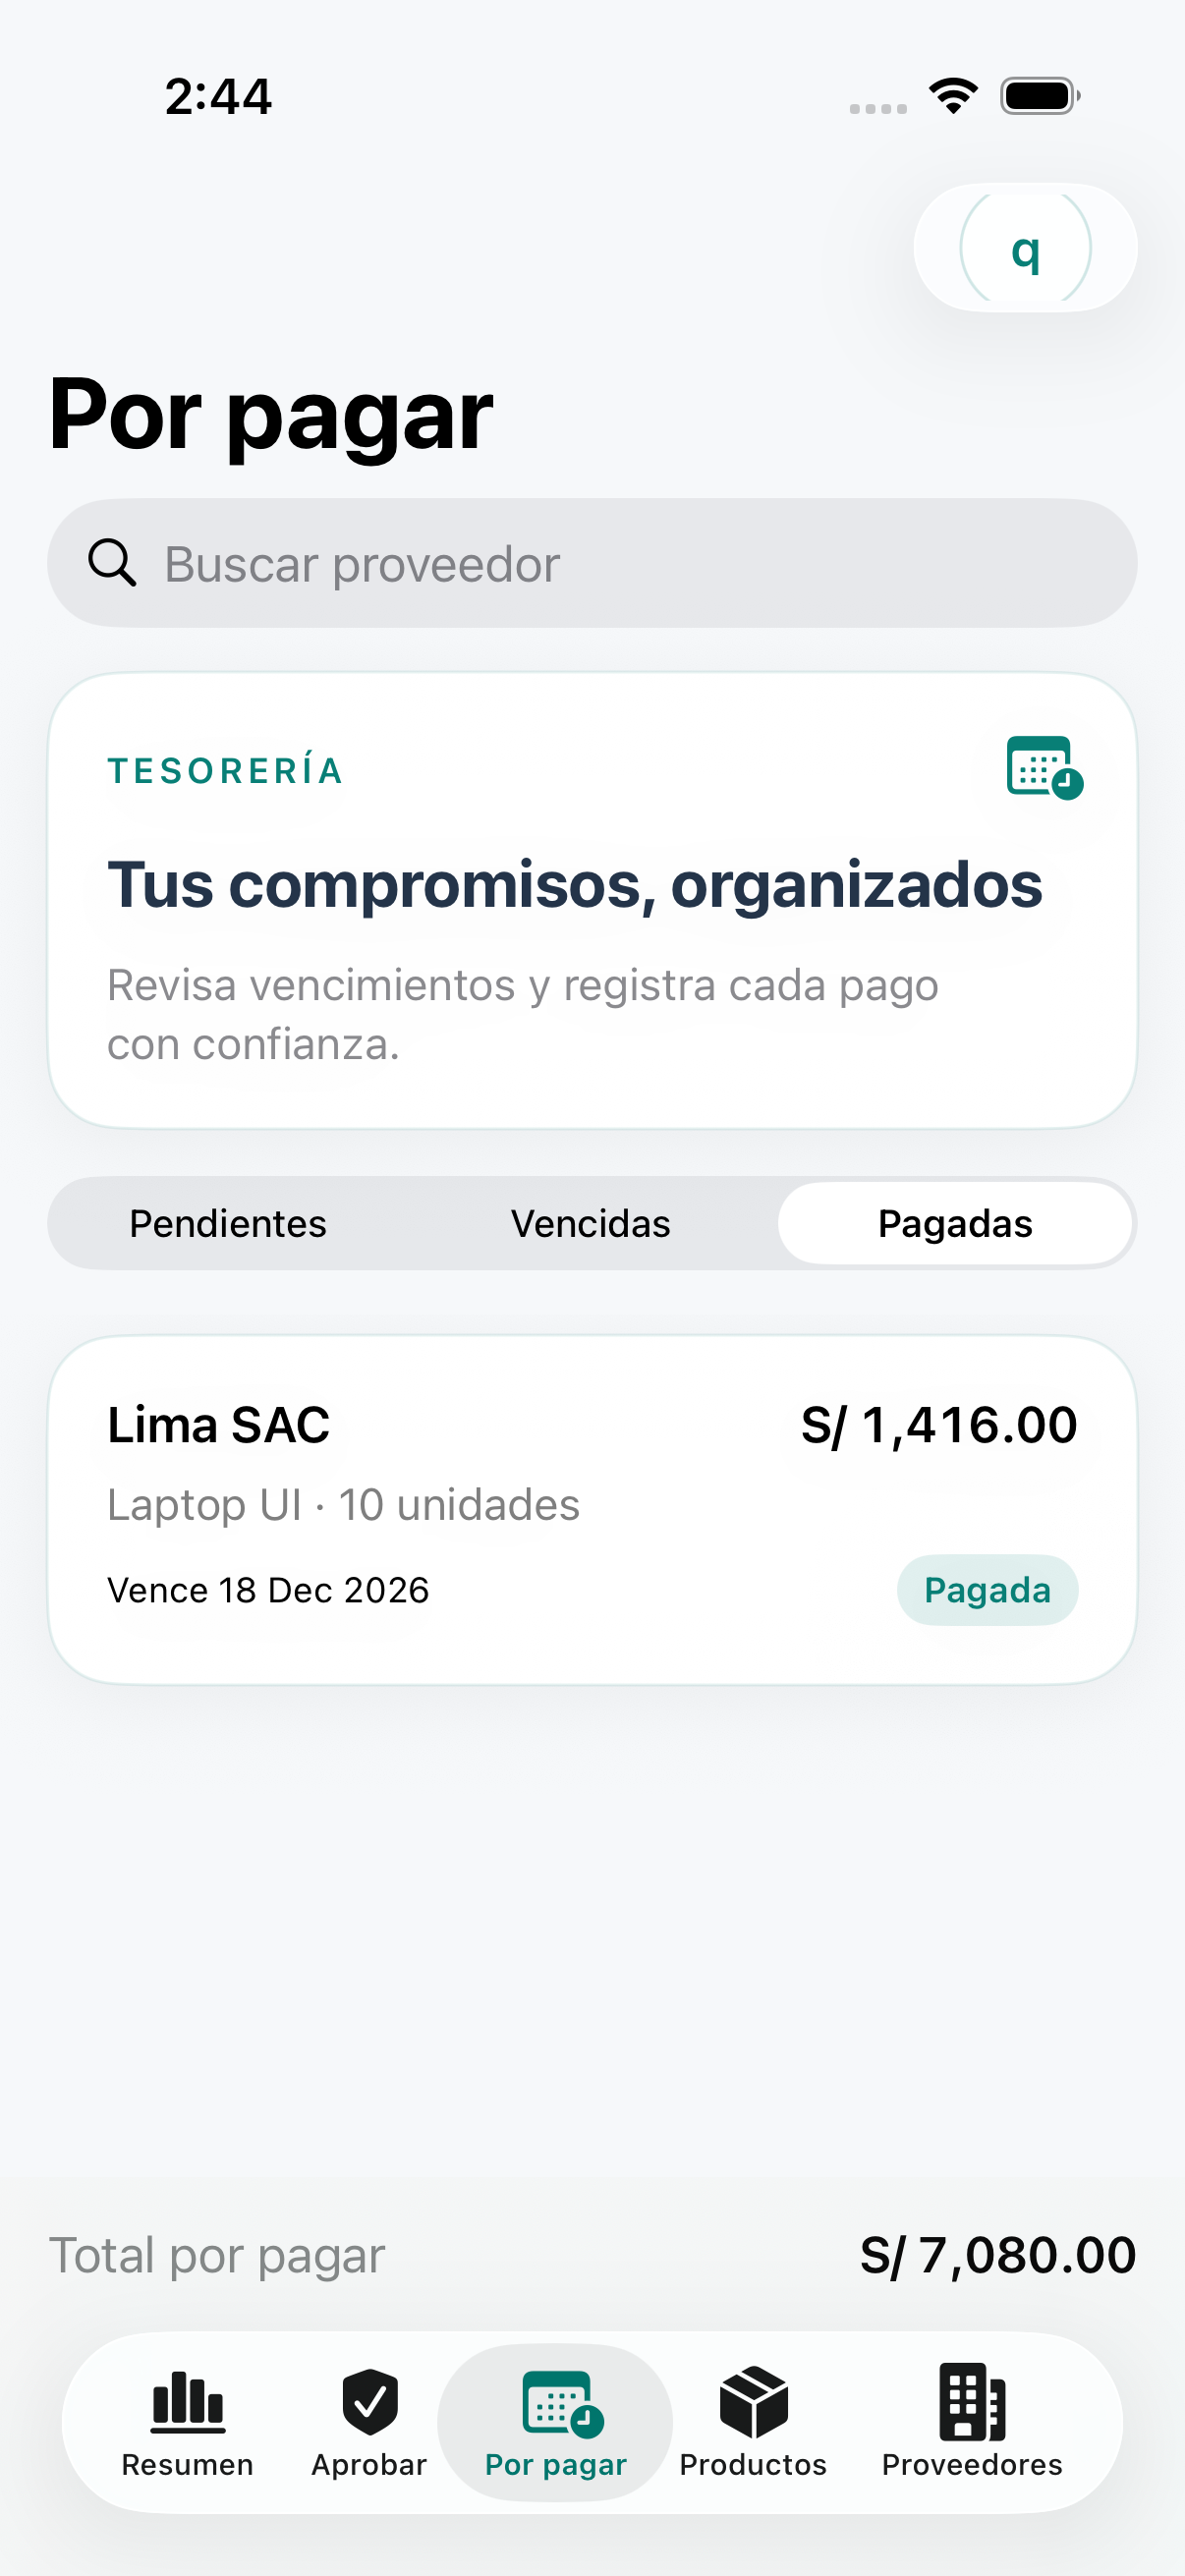 2:44
q
Por pagar
Buscar proveedor
TESORERÍA
Tus compromisos, organizados
Revisa vencimientos y registra cada pago
con confianza.
Pendientes Vencidas Pagadas
Lima SAC S/ 1,416.00
Laptop UI · 10 unidades
Vence 18 Dec 2026 Pagada
Total por pagar S/ 7,080.00
Resumen Aprobar Por pagar Productos Proveedores